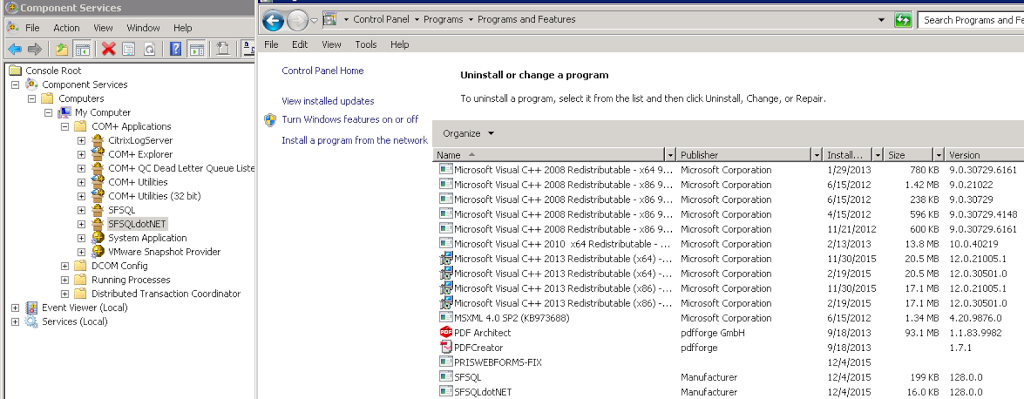 Component Services
File Action View Window Help
Console Root
Component Services
Computers
My Computer
COM+ Applications
CitrixLogServer
COM+ Explorer
COM+ QC Dead Letter Queue Liste
COM+ Utilities
COM+ Utilities (32 bit)
SFSQL
SFSQLdotNET
System Application
VMware Snapshot Provider
DCOM Config
Running Processes
Distributed Transaction Coordinator
Event Viewer (Local)
Services (Local)
Control Panel Programs Programs and Features
Search Programs and Fe
File Edit View Tools Help
Control Panel Home
View installed updates
Turn Windows features on or off
Install a program from the network
Uninstall or change a program
To uninstall a program, select it from the list and then click Uninstall, Change, or Repair.
Organize
Name Publisher Install... Size Version
Microsoft Visual C++ 2008 Redistributable - x64 9... Microsoft Corporation 1/29/2013 780 KB 9.0.30729.6161
Microsoft Visual C++ 2008 Redistributable - x86 9... Microsoft Corporation 6/15/2012 1.42 MB 9.0.21022
Microsoft Visual C++ 2008 Redistributable - x86 9... Microsoft Corporation 6/15/2012 238 KB 9.0.30729
Microsoft Visual C++ 2008 Redistributable - x86 9... Microsoft Corporation 4/15/2012 596 KB 9.0.30729.4148
Microsoft Visual C++ 2008 Redistributable - x86 9... Microsoft Corporation 11/21/2012 600 KB 9.0.30729.6161
Microsoft Visual C++ 2010 x64 Redistributable - ... Microsoft Corporation 2/13/2013 13.8 MB 10.0.40219
Microsoft Visual C++ 2013 Redistributable (x64) -... Microsoft Corporation 11/30/2015 20.5 MB 12.0.21005.1
Microsoft Visual C++ 2013 Redistributable (x64) -... Microsoft Corporation 2/19/2015 20.5 MB 12.0.30501.0
Microsoft Visual C++ 2013 Redistributable (x86) -... Microsoft Corporation 11/30/2015 17.1 MB 12.0.21005.1
Microsoft Visual C++ 2013 Redistributable (x86) -... Microsoft Corporation 2/19/2015 17.1 MB 12.0.30501.0
MSXML 4.0 SP2 (KB973688) Microsoft Corporation 6/15/2012 1.34 MB 4.20.9876.0
PDF Architect pdfforge GmbH 9/18/2013 93.1 MB 1.1.83.9982
PDFCreator pdfforge 9/18/2013 1.7.1
PRISWEBFORMS-FIX 12/4/2015
SFSQL Manufacturer 12/4/2015 199 KB 128.0.0
SFSQLdotNET Manufacturer 12/4/2015 16.0 KB 128.0.0